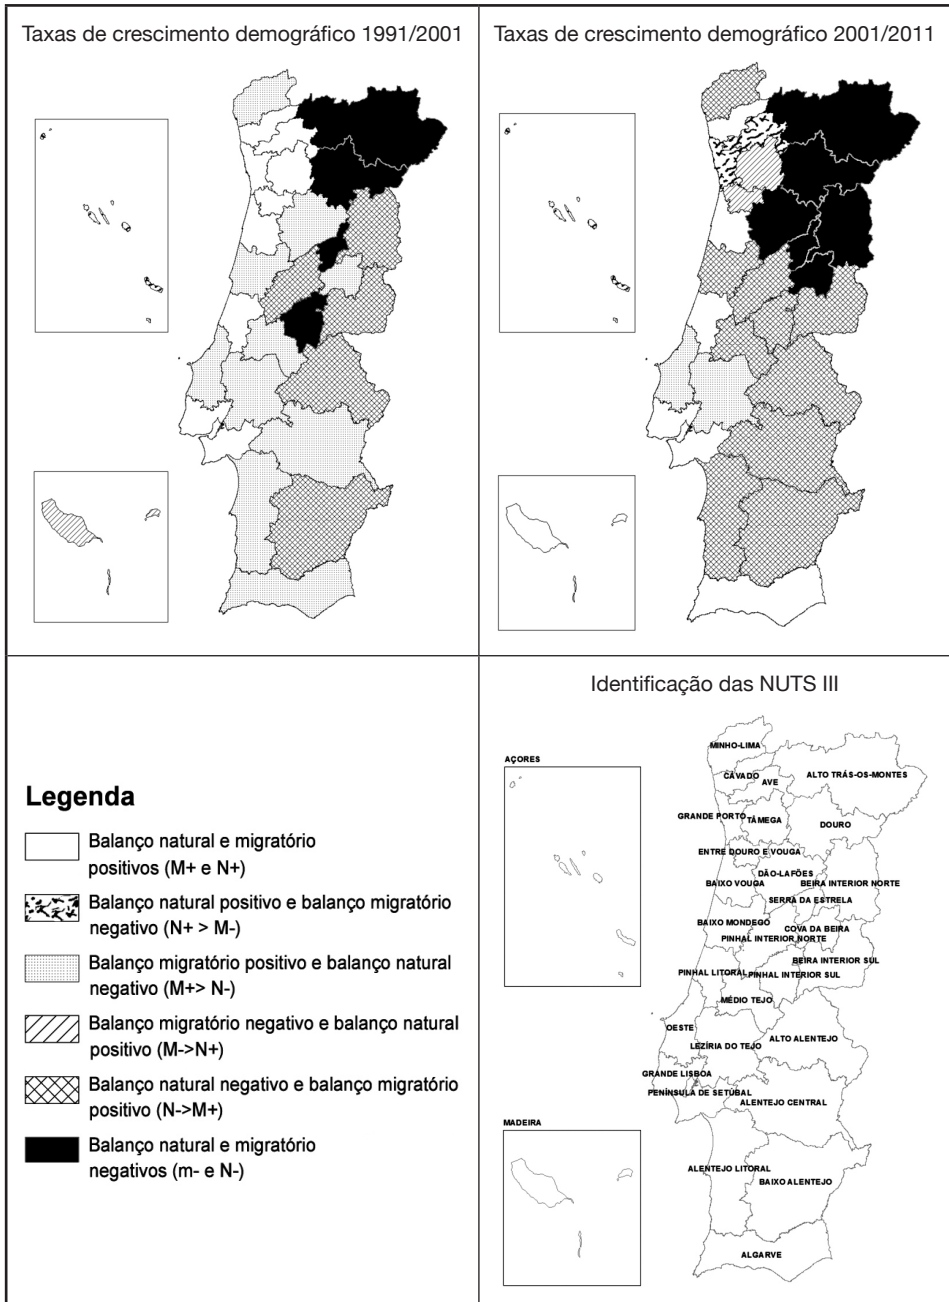 Taxas de crescimento demográfico 1991/2001
Taxas de crescimento demográfico 2001/2011
Legenda
Balanço natural e migratório
positivos (M+ e N+)
Balanço natural positivo e balanço migratório
negativo (N+ > M-)
Balanço migratório positivo e balanço natural
negativo (M+> N-)
Balanço migratório negativo e balanço natural
positivo (M->N+)
Balanço natural negativo e balanço migratório
positivo (N->M+)
Balanço natural e migratório
negativos (m- e N-)
Identificação das NUTS III
MINHO-LIMA
AÇORES
CÁVADO
AVE
ALTO TRÁS-OS-MONTES
GRANDE PORTO
TÂMEGA
DOURO
ENTRE DOURO E VOUGA
DÃO-LAFÕES
BAIXO VOUGA
BEIRA INTERIOR NORTE
SERRA DA ESTRELA
BAIXO MONDEGO
COVA DA BEIRA
PINHAL INTERIOR NORTE
BEIRA INTERIOR SUL
PINHAL LITORAL
PINHAL INTERIOR SUL
MÉDIO TEJO
OESTE
ALTO ALENTEJO
LEZÍRIA DO TEJO
GRANDE LISBOA
PENÍNSULA DE SETÚBAL
ALENTEJO CENTRAL
MADEIRA
ALENTEJO LITORAL
BAIXO ALENTEJO
ALGARVE